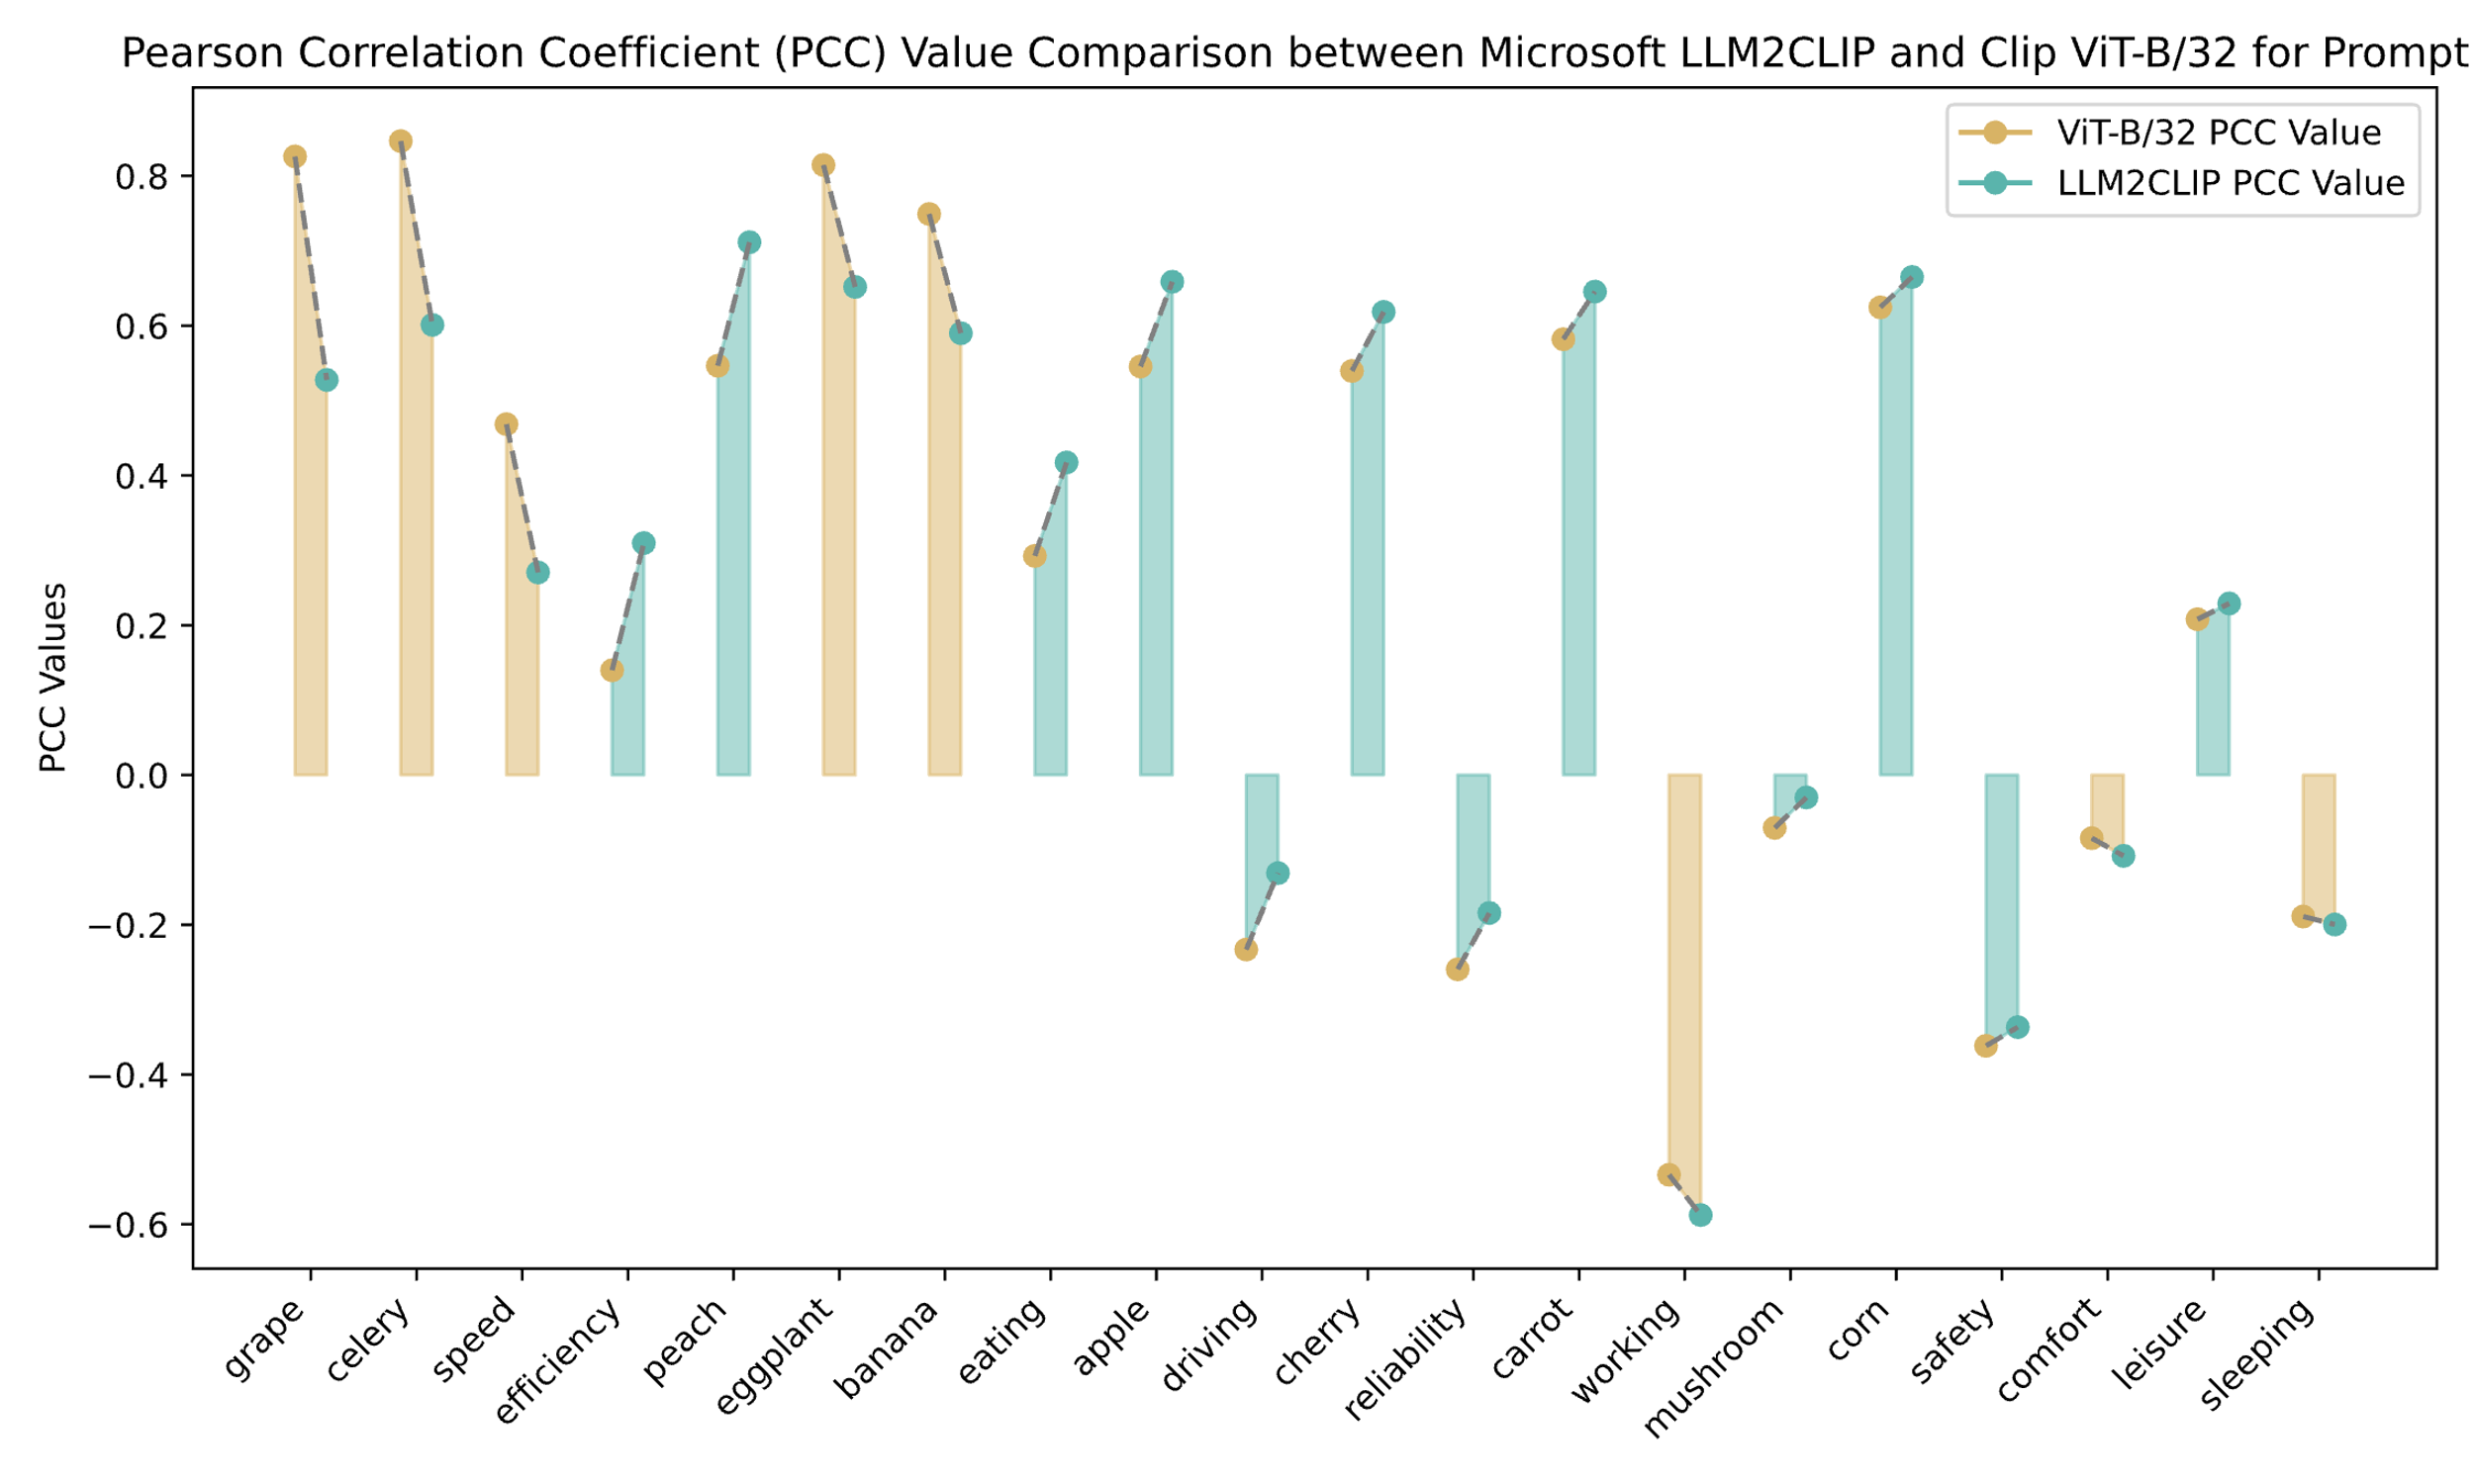 Pearson Correlation Coefficient (PCC) Value Comparison between Microsoft LLM2CLIP and Clip ViT-B/32 for Prompt
ViT-B/32 PCC Value
LLM2CLIP PCC Value
PCC Values
0.8
0.6
0.4
0.2
0.0
−0.2
−0.4
−0.6
grape
celery
speed
efficiency
peach
eggplant
banana
eating
apple
driving
cherry
reliability
carrot
working
mushroom
corn
safety
comfort
leisure
sleeping